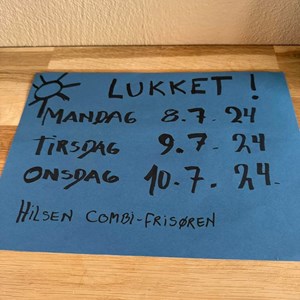 LUKKET !
MANDAG 8.7. 24
TIRSDAG 9.7. 24
ONSDAG 10.7. 24.
HILSEN COMBI-FRISØREN